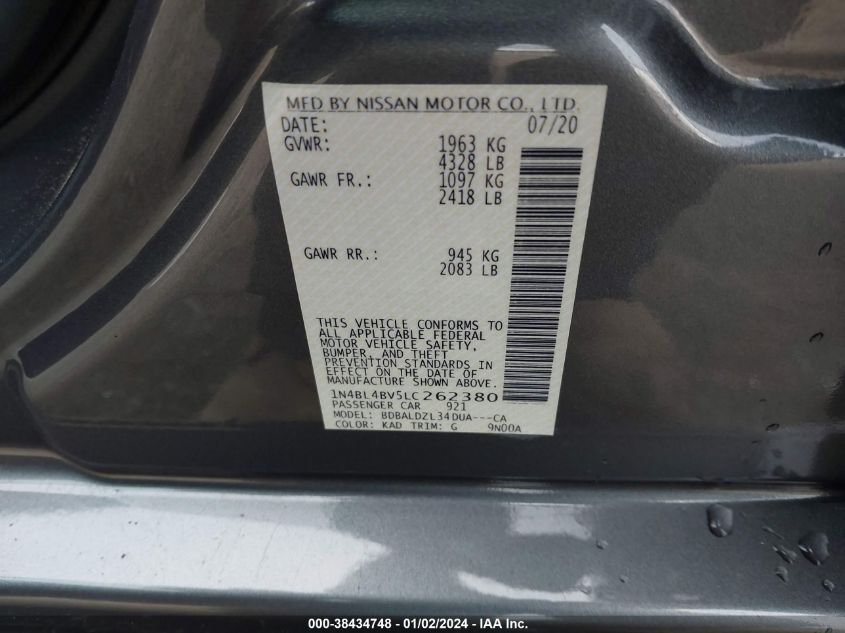 MFD BY NISSAN MOTOR CO., LTD.
DATE: 07/20
GVWR: 1963 KG
4328 LB
GAWR FR.: 1097 KG
2418 LB
GAWR RR.: 945 KG
2083 LB
THIS VEHICLE CONFORMS TO
ALL APPLICABLE FEDERAL
MOTOR VEHICLE SAFETY,
BUMPER, AND THEFT
PREVENTION STANDARDS IN
EFFECT ON THE DATE OF
MANUFACTURE SHOWN ABOVE.
1N4BL4BV5LC262380
PASSENGER CAR 921
MODEL: BDBALDZL34DUA---CA
COLOR: KAD TRIM: G 9N00A
000-38434748 - 01/02/2024 - IAA Inc.